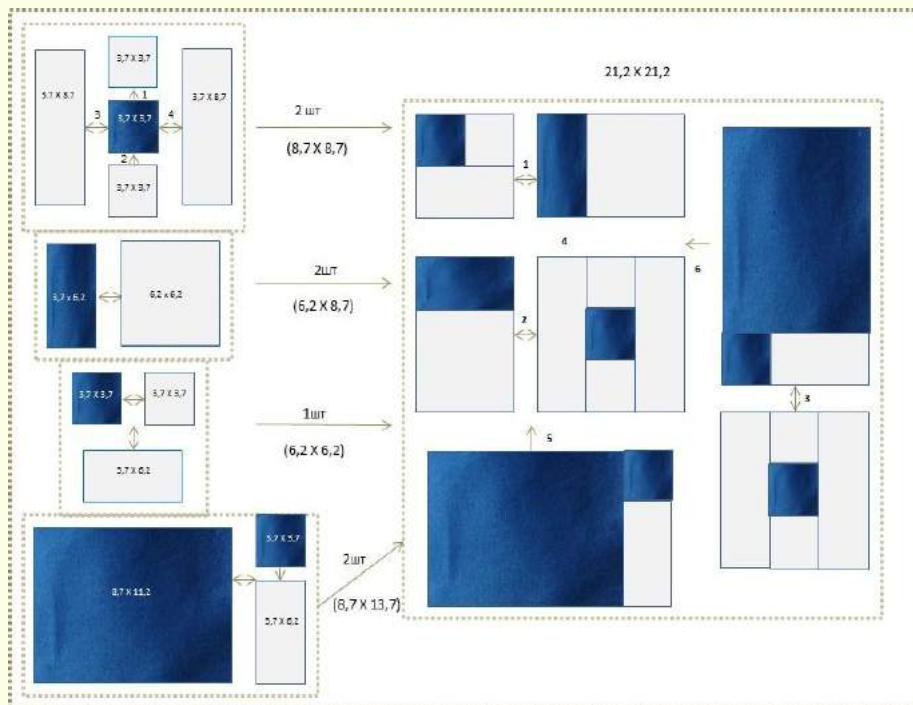 21,2 X 21,2
3,7 X 3,7
3,7 X 8,7
1
3,7 X 8,7
3
3,7 X 3,7
4
2
3,7 X 3,7
2 шт
(8,7 X 8,7)
3,7 x 6,2
6,2 x 6,2
2шт
(6,2 X 8,7)
3,7 X 3,7
3,7 X 3,7
3,7 X 6,2
1шт
(6,2 X 6,2)
8,7 X 11,2
3,7 X 3,7
3,7 X 6,2
2шт
(8,7 X 13,7)
1
4
6
2
3
5